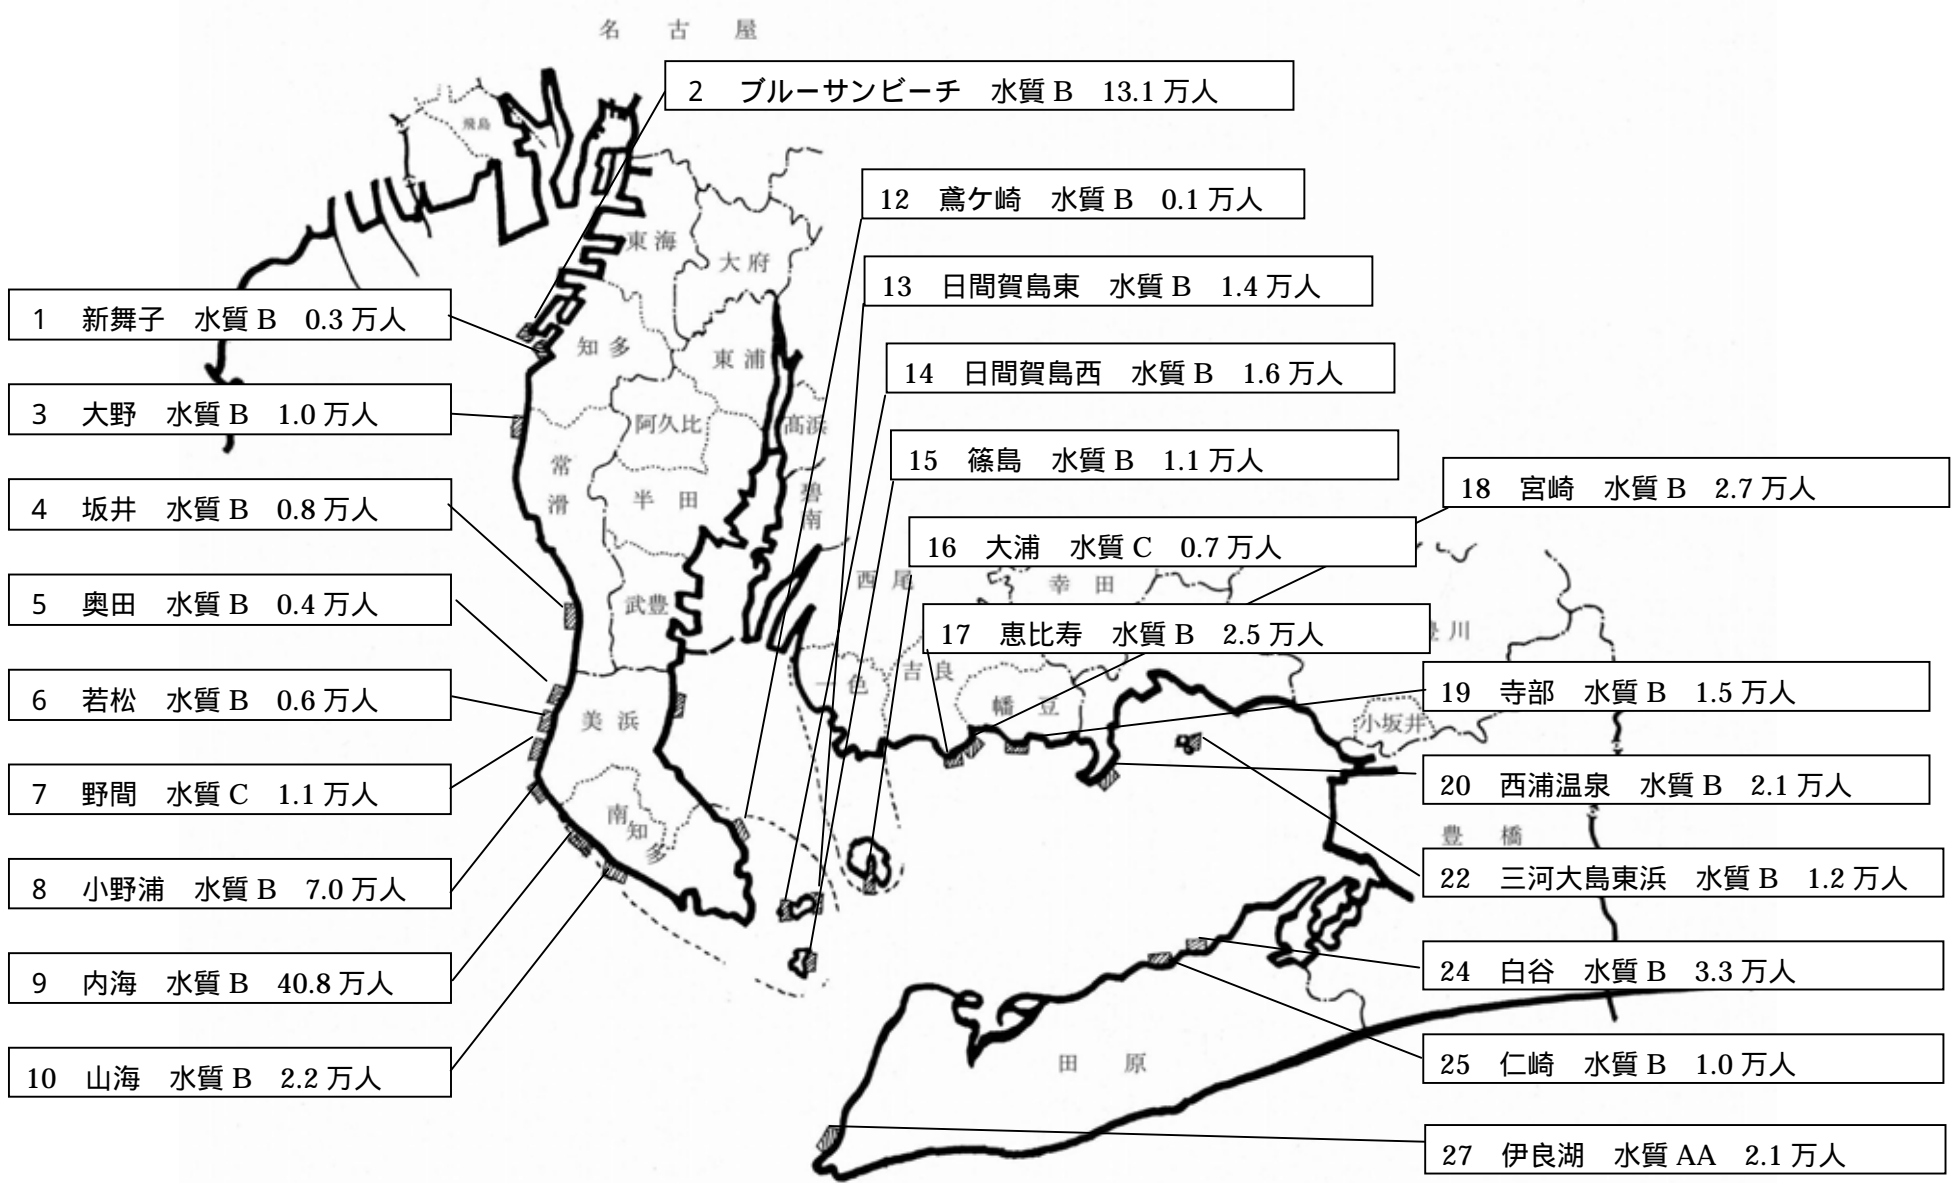 名古屋
2 ブルーサンビーチ 水質 B 13.1 万人
飛島
12 鳶ケ崎 水質 B 0.1 万人
東海
大府
13 日間賀島東 水質 B 1.4 万人
1 新舞子 水質 B 0.3 万人
知多
東浦
14 日間賀島西 水質 B 1.6 万人
3 大野 水質 B 1.0 万人
阿久比
高浜
15 篠島 水質 B 1.1 万人
常滑
半田
碧南
18 宮崎 水質 B 2.7 万人
4 坂井 水質 B 0.8 万人
16 大浦 水質 C 0.7 万人
西尾
幸田
5 奥田 水質 B 0.4 万人
武豊
17 恵比寿 水質 B 2.5 万人
川
吉良
一色
6 若松 水質 B 0.6 万人
19 寺部 水質 B 1.5 万人
美浜
幡豆
小坂井
7 野間 水質 C 1.1 万人
20 西浦温泉 水質 B 2.1 万人
南知多
豊橋
8 小野浦 水質 B 7.0 万人
22 三河大島東浜 水質 B 1.2 万人
9 内海 水質 B 40.8 万人
24 白谷 水質 B 3.3 万人
10 山海 水質 B 2.2 万人
田原
25 仁崎 水質 B 1.0 万人
27 伊良湖 水質 AA 2.1 万人